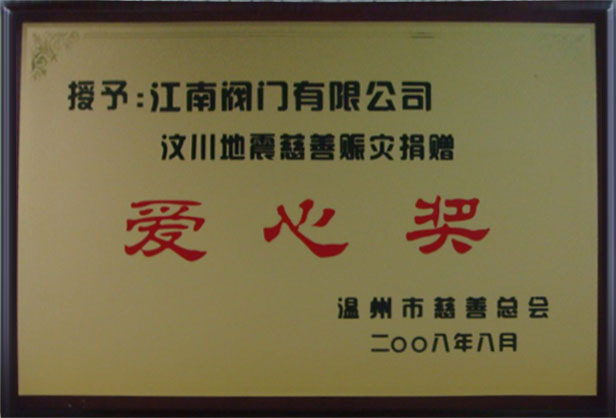 授予:江南阀门有限公司
汶川地震慈善赈灾捐赠
爱心奖
温州市慈善总会
二〇〇八年八月